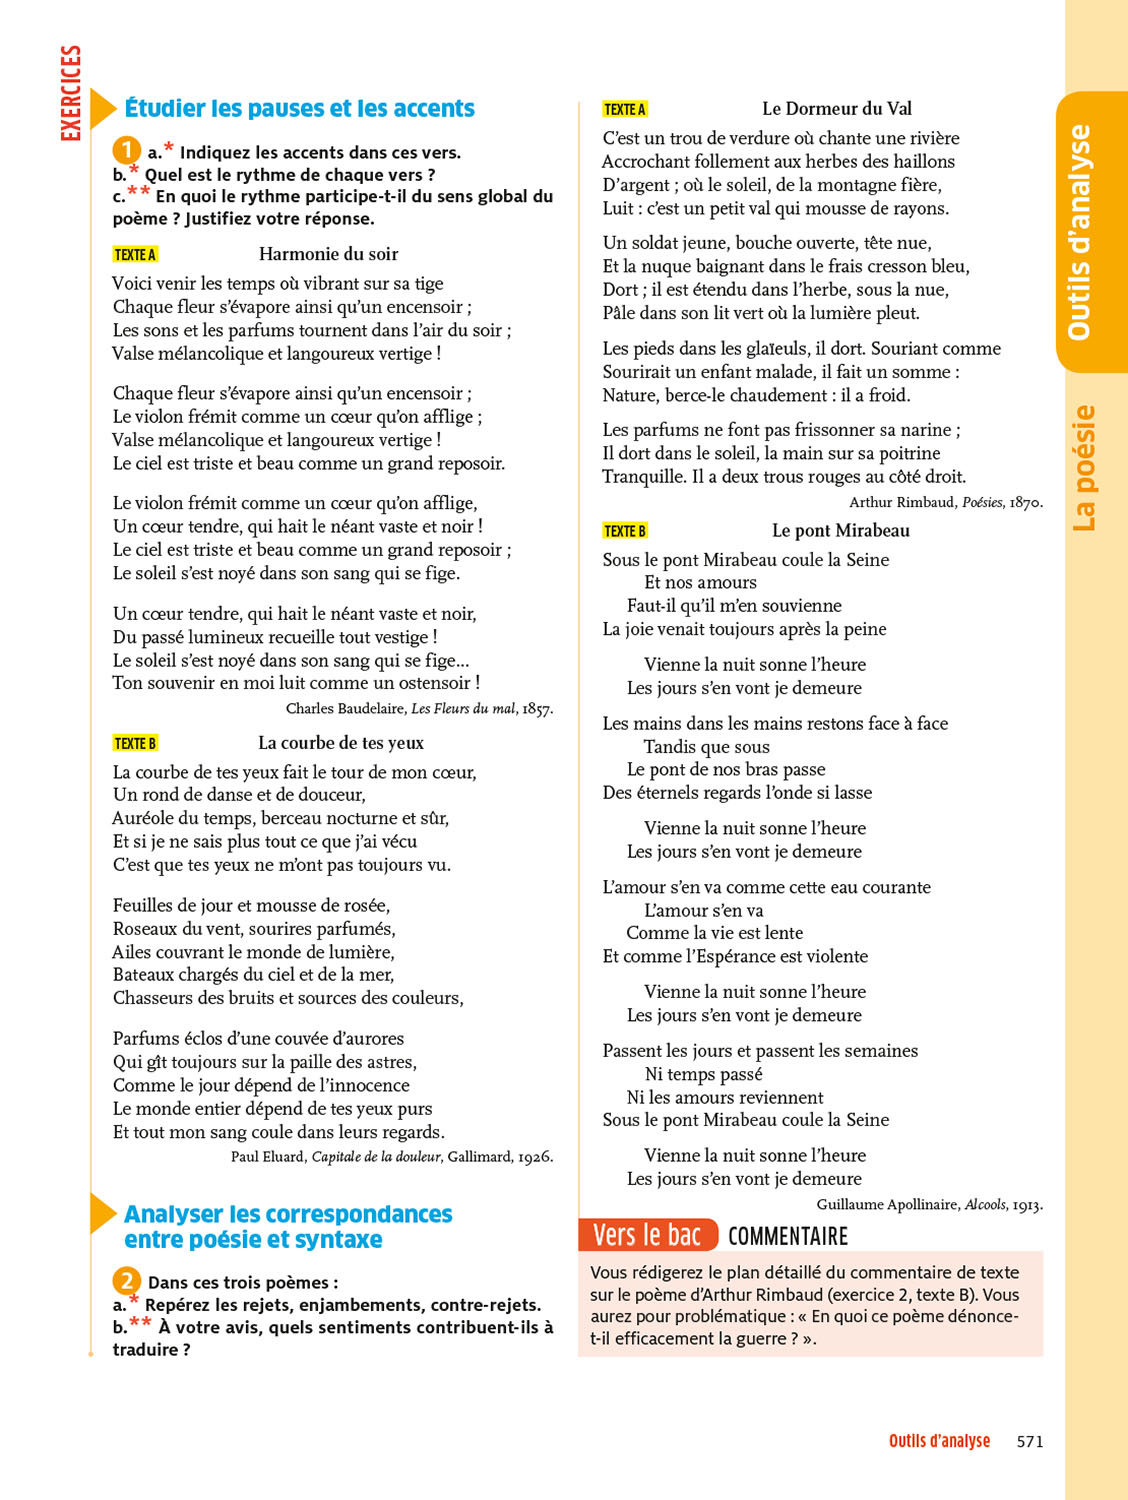 EXERCICES
Étudier les pauses et les accents
1 a.* Indiquez les accents dans ces vers.
b.* Quel est le rythme de chaque vers ?
c.** En quoi le rythme participe-t-il du sens global du
poème ? Justifiez votre réponse.
TEXTE A Harmonie du soir
Voici venir les temps où vibrant sur sa tige
Chaque fleur s’évapore ainsi qu’un encensoir ;
Les sons et les parfums tournent dans l’air du soir ;
Valse mélancolique et langoureux vertige !
Chaque fleur s’évapore ainsi qu’un encensoir ;
Le violon frémit comme un cœur qu’on afflige ;
Valse mélancolique et langoureux vertige !
Le ciel est triste et beau comme un grand reposoir.
Le violon frémit comme un cœur qu’on afflige,
Un cœur tendre, qui hait le néant vaste et noir !
Le ciel est triste et beau comme un grand reposoir ;
Le soleil s’est noyé dans son sang qui se fige.
Un cœur tendre, qui hait le néant vaste et noir,
Du passé lumineux recueille tout vestige !
Le soleil s’est noyé dans son sang qui se fige…
Ton souvenir en moi luit comme un ostensoir !
Charles Baudelaire, Les Fleurs du mal, 1857.
TEXTE B La courbe de tes yeux
La courbe de tes yeux fait le tour de mon cœur,
Un rond de danse et de douceur,
Auréole du temps, berceau nocturne et sûr,
Et si je ne sais plus tout ce que j’ai vécu
C’est que tes yeux ne m’ont pas toujours vu.
Feuilles de jour et mousse de rosée,
Roseaux du vent, sourires parfumés,
Ailes couvrant le monde de lumière,
Bateaux chargés du ciel et de la mer,
Chasseurs des bruits et sources des couleurs,
Parfums éclos d’une couvée d’aurores
Qui gît toujours sur la paille des astres,
Comme le jour dépend de l’innocence
Le monde entier dépend de tes yeux purs
Et tout mon sang coule dans leurs regards.
Paul Eluard, Capitale de la douleur, Gallimard, 1926.
Analyser les correspondances
entre poésie et syntaxe
2 Dans ces trois poèmes :
a.* Repérez les rejets, enjambements, contre-rejets.
b.** À votre avis, quels sentiments contribuent-ils à
traduire ?
TEXTE A Le Dormeur du Val
C’est un trou de verdure où chante une rivière
Accrochant follement aux herbes des haillons
D’argent ; où le soleil, de la montagne fière,
Luit : c’est un petit val qui mousse de rayons.
Un soldat jeune, bouche ouverte, tête nue,
Et la nuque baignant dans le frais cresson bleu,
Dort ; il est étendu dans l’herbe, sous la nue,
Pâle dans son lit vert où la lumière pleut.
Les pieds dans les glaïeuls, il dort. Souriant comme
Sourirait un enfant malade, il fait un somme :
Nature, berce-le chaudement : il a froid.
Les parfums ne font pas frissonner sa narine ;
Il dort dans le soleil, la main sur sa poitrine
Tranquille. Il a deux trous rouges au côté droit.
Arthur Rimbaud, Poésies, 1870.
TEXTE B Le pont Mirabeau
Sous le pont Mirabeau coule la Seine
Et nos amours
Faut-il qu’il m’en souvienne
La joie venait toujours après la peine
Vienne la nuit sonne l’heure
Les jours s’en vont je demeure
Les mains dans les mains restons face à face
Tandis que sous
Le pont de nos bras passe
Des éternels regards l’onde si lasse
Vienne la nuit sonne l’heure
Les jours s’en vont je demeure
L’amour s’en va comme cette eau courante
L’amour s’en va
Comme la vie est lente
Et comme l’Espérance est violente
Vienne la nuit sonne l’heure
Les jours s’en vont je demeure
Passent les jours et passent les semaines
Ni temps passé
Ni les amours reviennent
Sous le pont Mirabeau coule la Seine
Vienne la nuit sonne l’heure
Les jours s’en vont je demeure
Guillaume Apollinaire, Alcools, 1913.
Vers le bac COMMENTAIRE
Vous rédigerez le plan détaillé du commentaire de texte
sur le poème d’Arthur Rimbaud (exercice 2, texte B). Vous
aurez pour problématique : « En quoi ce poème dénonce-
t-il efficacement la guerre ? ».
Outils d’analyse
La poésie
Outils d’analyse 571